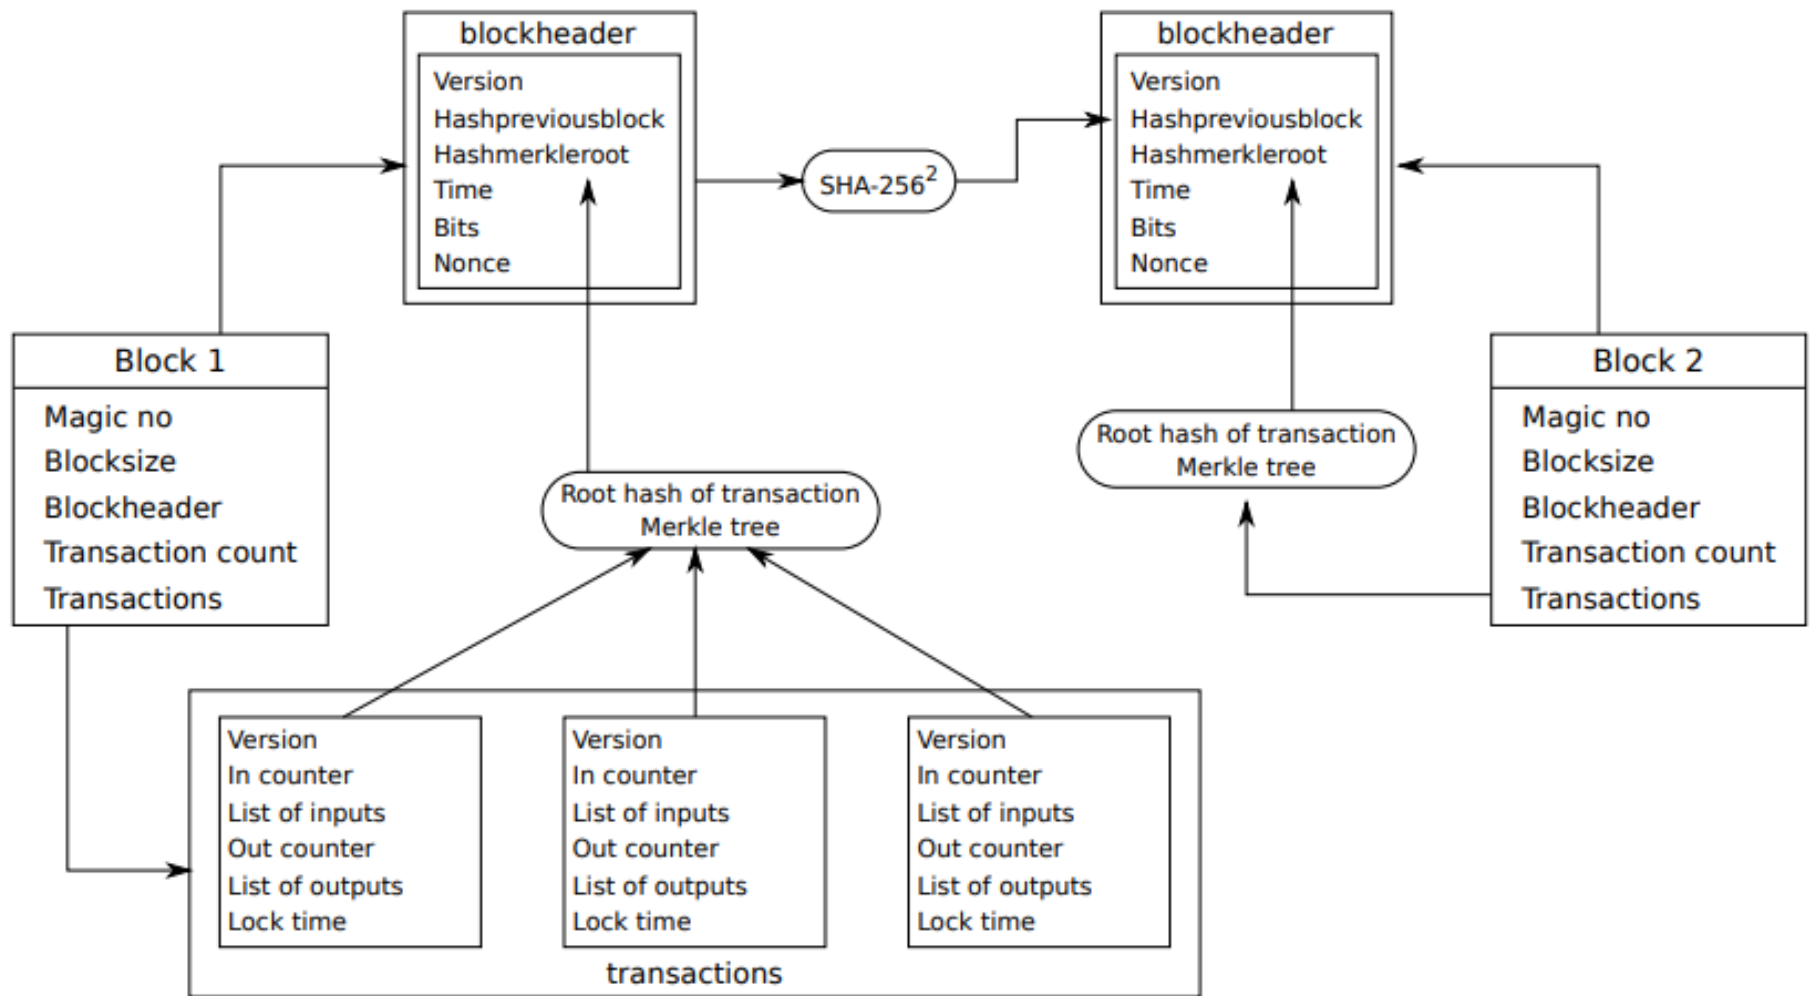 blockheader
Version
Hashpreviousblock
Hashmerkleroot
Time
Bits
Nonce
SHA-256²
blockheader
Version
Hashpreviousblock
Hashmerkleroot
Time
Bits
Nonce
Block 1
Magic no
Blocksize
Blockheader
Transaction count
Transactions
Root hash of transaction
Merkle tree
Root hash of transaction
Merkle tree
Block 2
Magic no
Blocksize
Blockheader
Transaction count
Transactions
Version
In counter
List of inputs
Out counter
List of outputs
Lock time
Version
In counter
List of inputs
Out counter
List of outputs
Lock time
Version
In counter
List of inputs
Out counter
List of outputs
Lock time
transactions